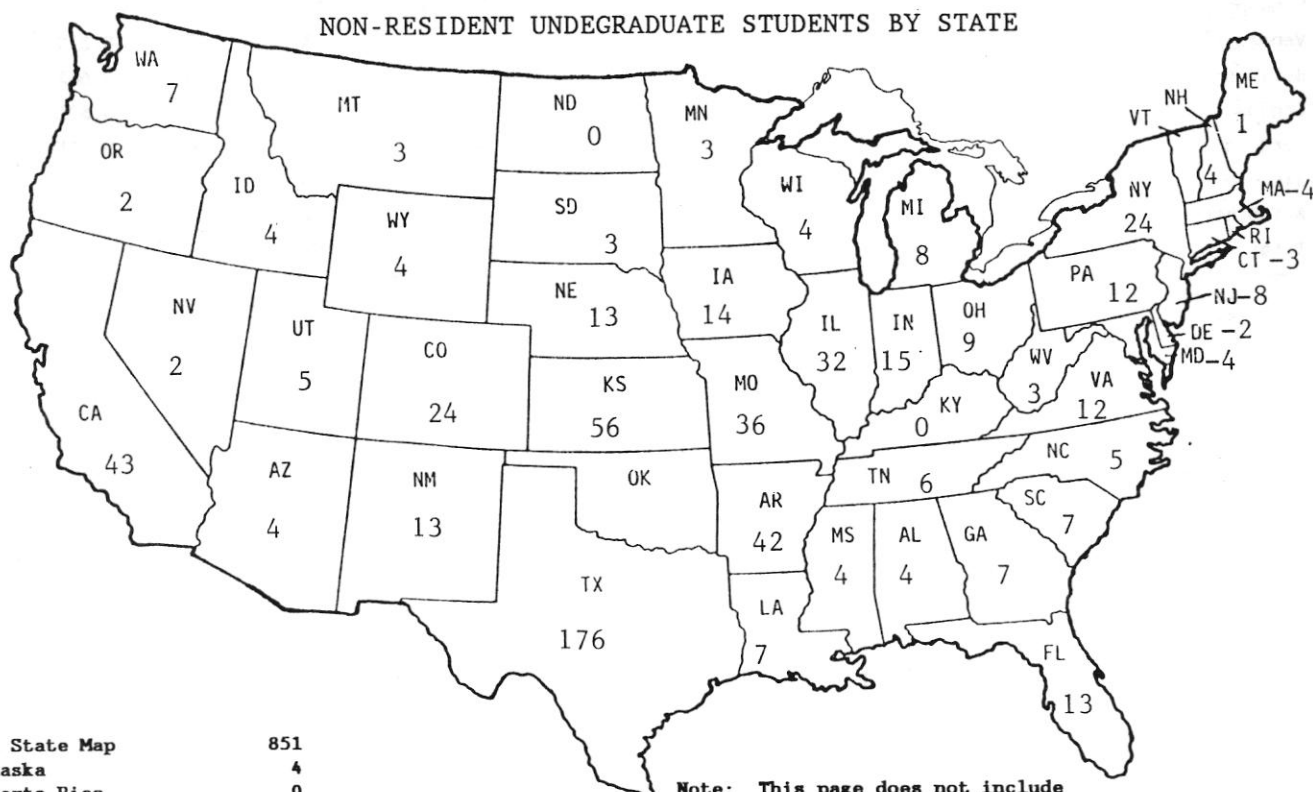 NON-RESIDENT UNDEGRADUATE STUDENTS BY STATE
WA
7
MT
3
ND
0
MN
3
NH
VT
ME
1
OR
2
ID
4
WY
4
SD
3
WI
4
MI
8
NY
24
4
MA-4
RI
CT -3
NV
2
UT
5
CO
24
NE
13
IA
14
IL
32
IN
15
OH
9
PA
12
NJ-8
DE -2
MD-4
CA
43
KS
56
MO
36
KY
0
WV
3
VA
12
AZ
4
NM
13
OK
AR
42
TN 6
NC 5
SC
7
TX
176
LA
7
MS
4
AL
4
GA
7
FL
13
State Map 851
aska 4
0
Note: This page does not include